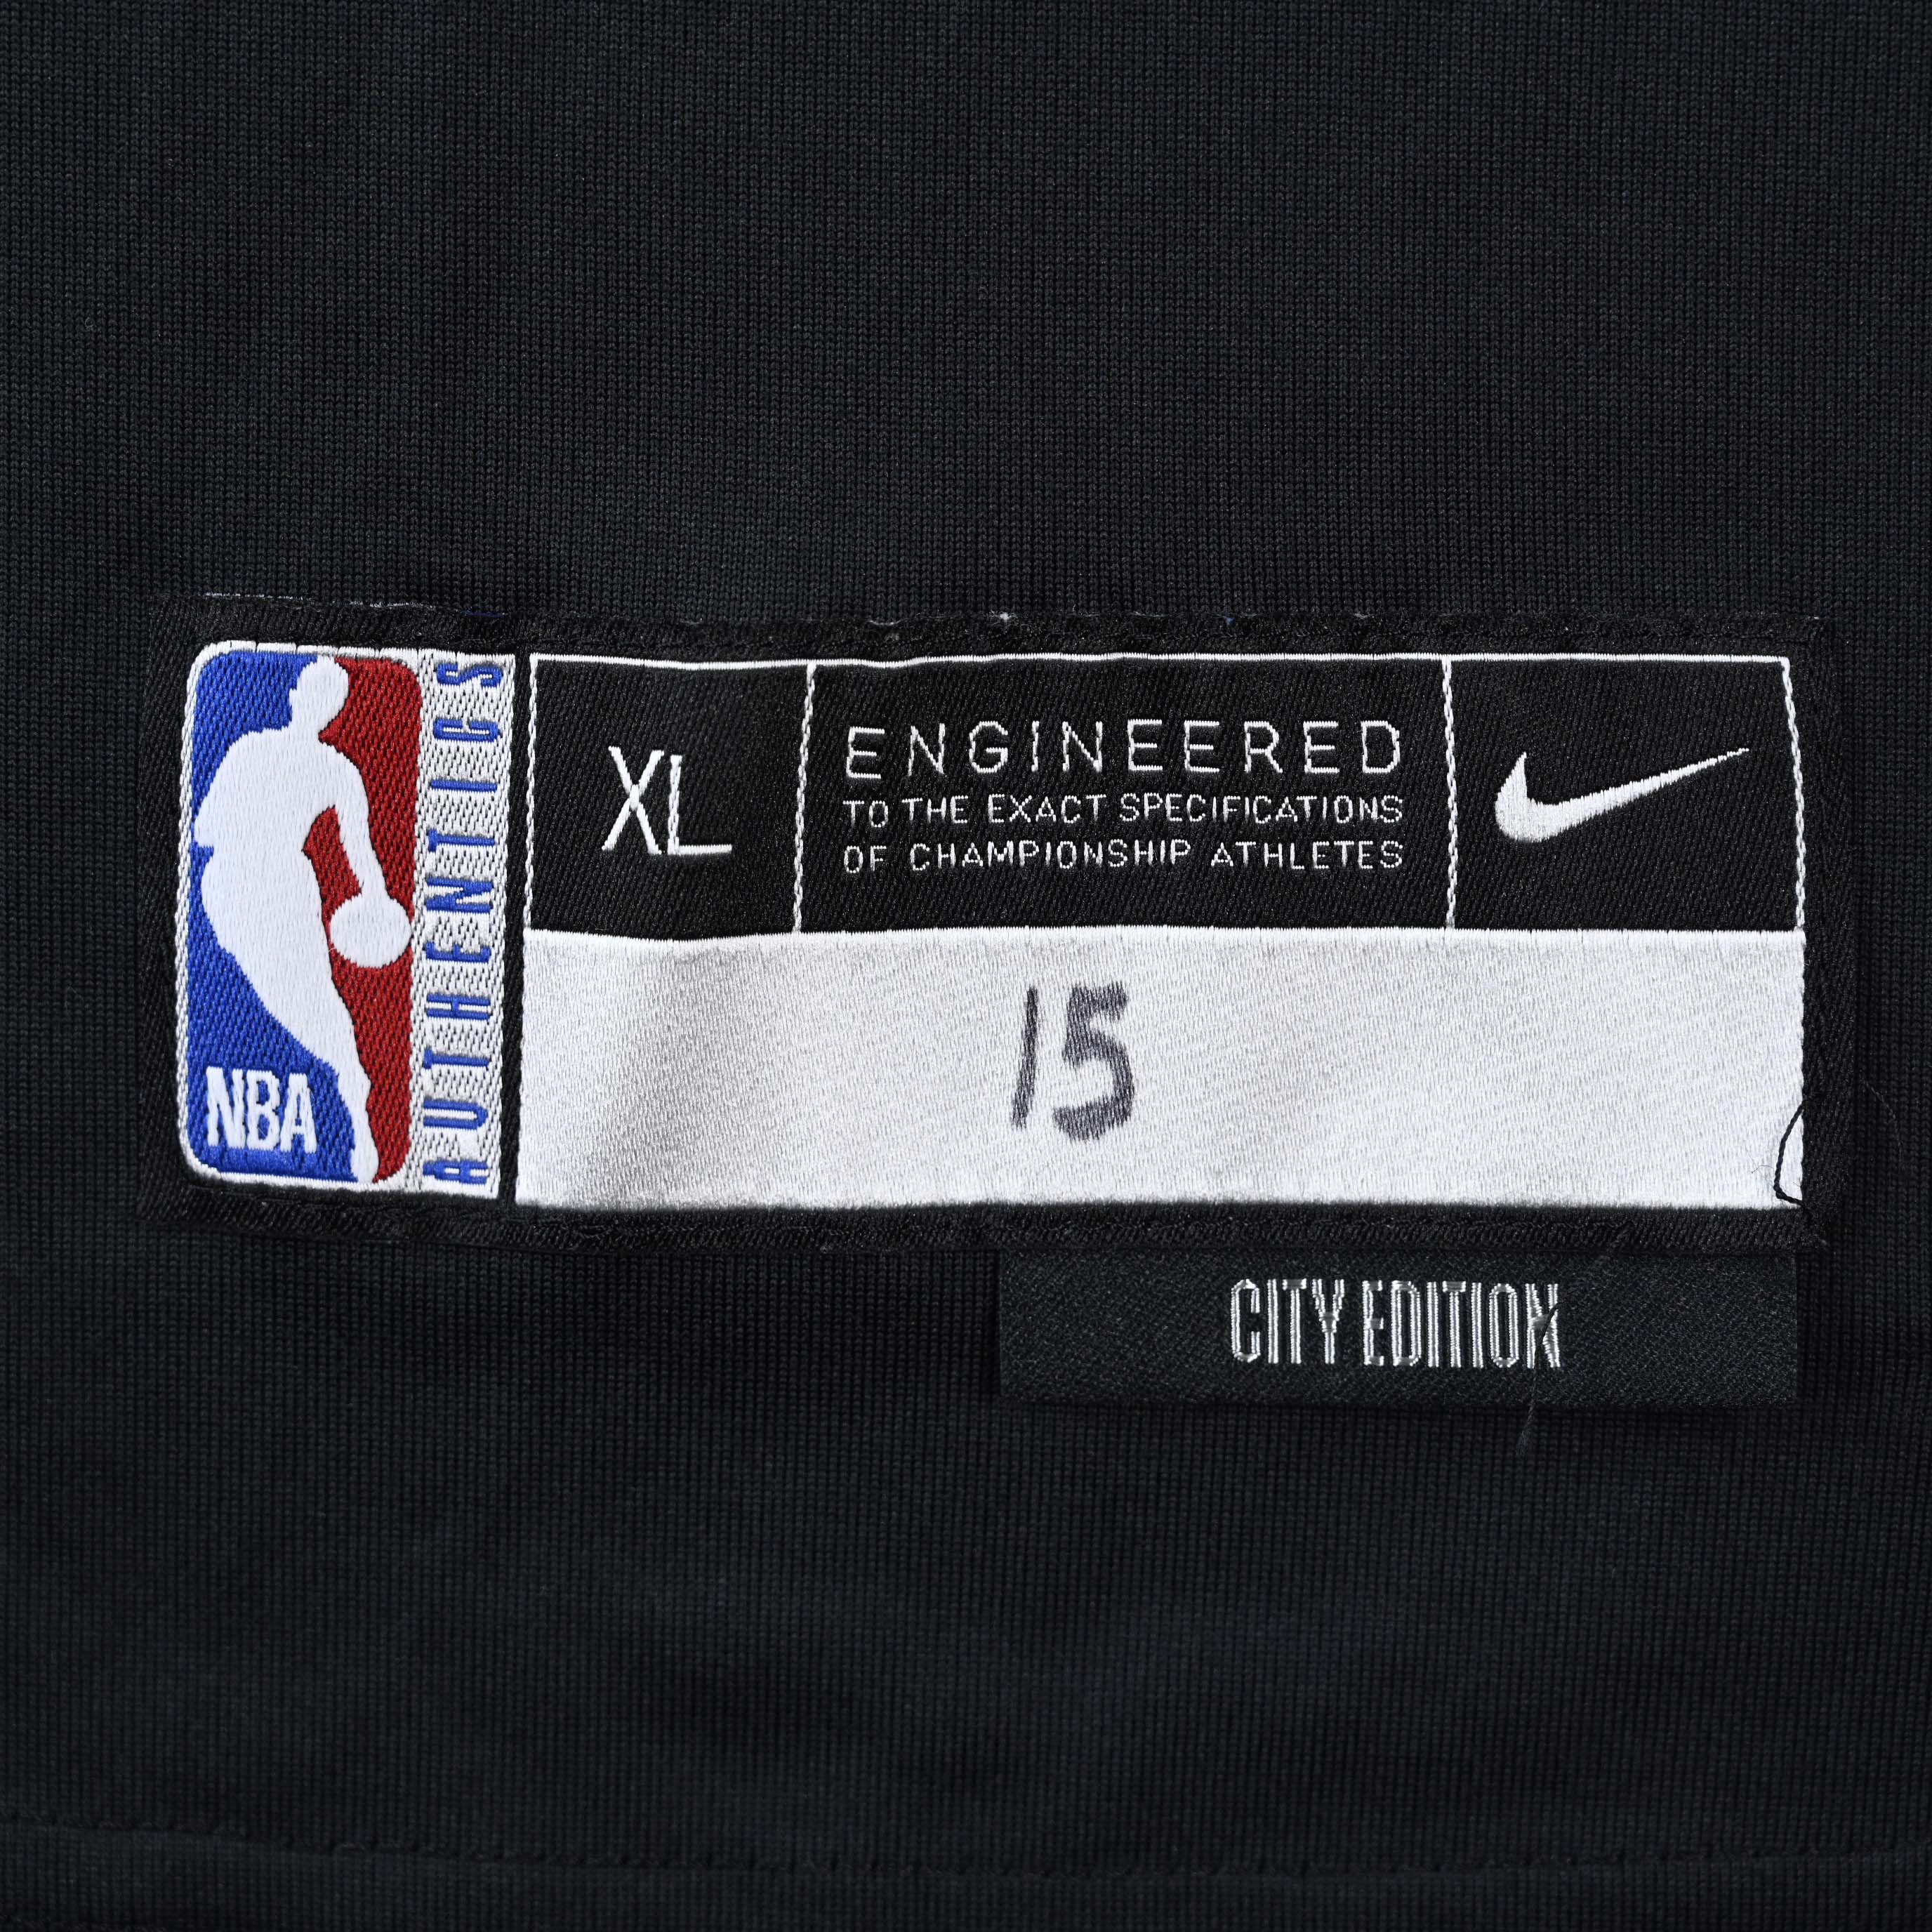 NBA
AUTHENTICS
XL
ENGINEERED
TO THE EXACT SPECIFICATIONS
OF CHAMPIONSHIP ATHLETES
15
CITY EDITION